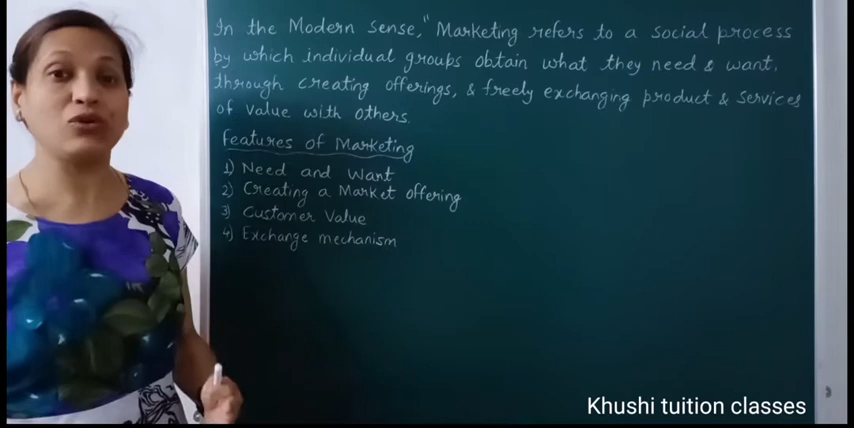 In the Modern Sense," Marketing refers to a social process
by which individual groups obtain what they need & want,
through creating offerings, & freely exchanging product & services
of value with others.
Features of Marketing
1) Need and Want
2) Creating a Market offering
3) Customer Value
4) Exchange mechanism
Khushi tuition classes